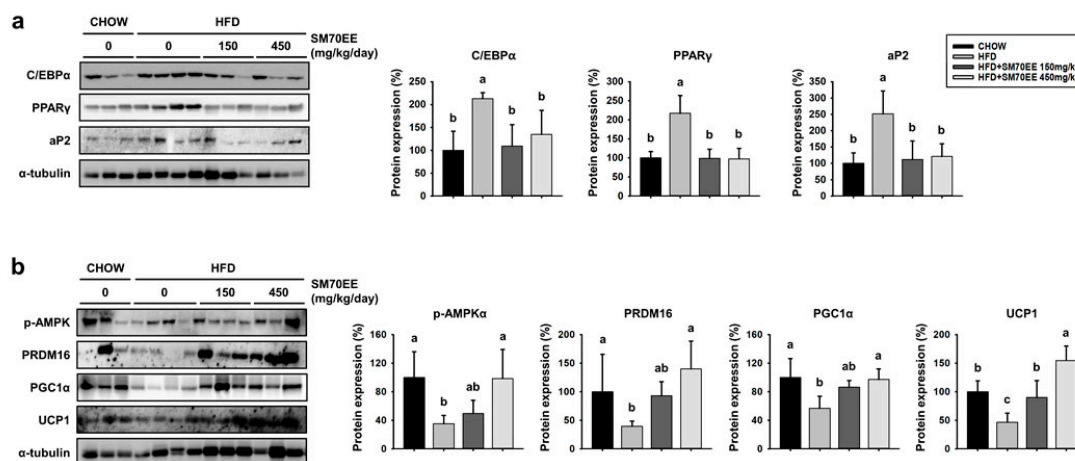 a
CHOW HFD
0 0 150 450 SM70EE (mg/kg/day)
C/EBPα
PPARγ
aP2
α-tubulin
C/EBPα
Protein expression (%)
250
200
150
100
50
0
b a b b
PPARγ
Protein expression (%)
300
250
200
150
100
50
0
b a b b
aP2
Protein expression (%)
350
300
250
200
150
100
50
0
b a b b
CHOW
HFD
HFD+SM70EE 150mg/k
HFD+SM70EE 450mg/k
b
CHOW HFD
0 0 150 450 SM70EE (mg/kg/day)
p-AMPK
PRDM16
PGC1α
UCP1
α-tubulin
p-AMPKα
Protein expression (%)
160
120
80
40
0
a b ab a
PRDM16
Protein expression (%)
200
160
120
80
40
0
a b ab a
PGC1α
Protein expression (%)
160
120
80
40
0
a b ab a
UCP1
Protein expression (%)
200
150
100
50
0
b c b a